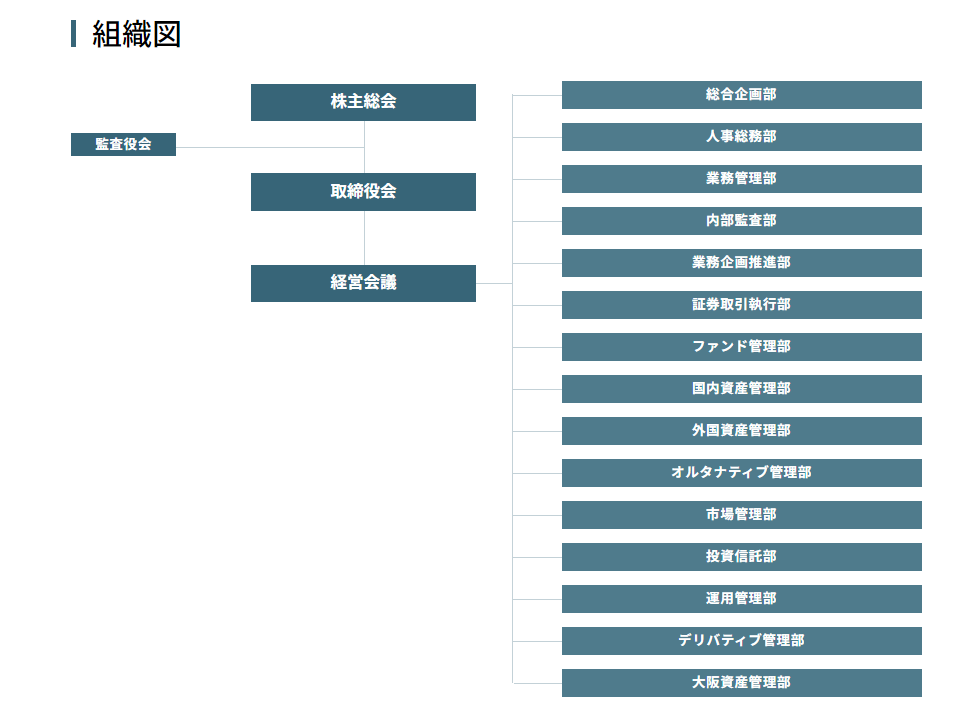 組織図
株主総会
監査役会
取締役会
経営会議
総合企画部
人事総務部
業務管理部
内部監査部
業務企画推進部
証券取引執行部
ファンド管理部
国内資産管理部
外国資産管理部
オルタナティブ管理部
市場管理部
投資信託部
運用管理部
デリバティブ管理部
大阪資産管理部